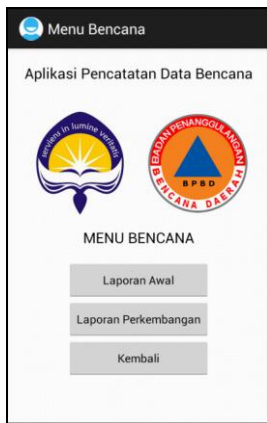 Menu Bencana
Aplikasi Pencatatan Data Bencana
serviens in lumine veritatis
BADAN PENANGGULANGAN
BENCANA DAERAH
BPBD
MENU BENCANA
Laporan Awal
Laporan Perkembangan
Kembali